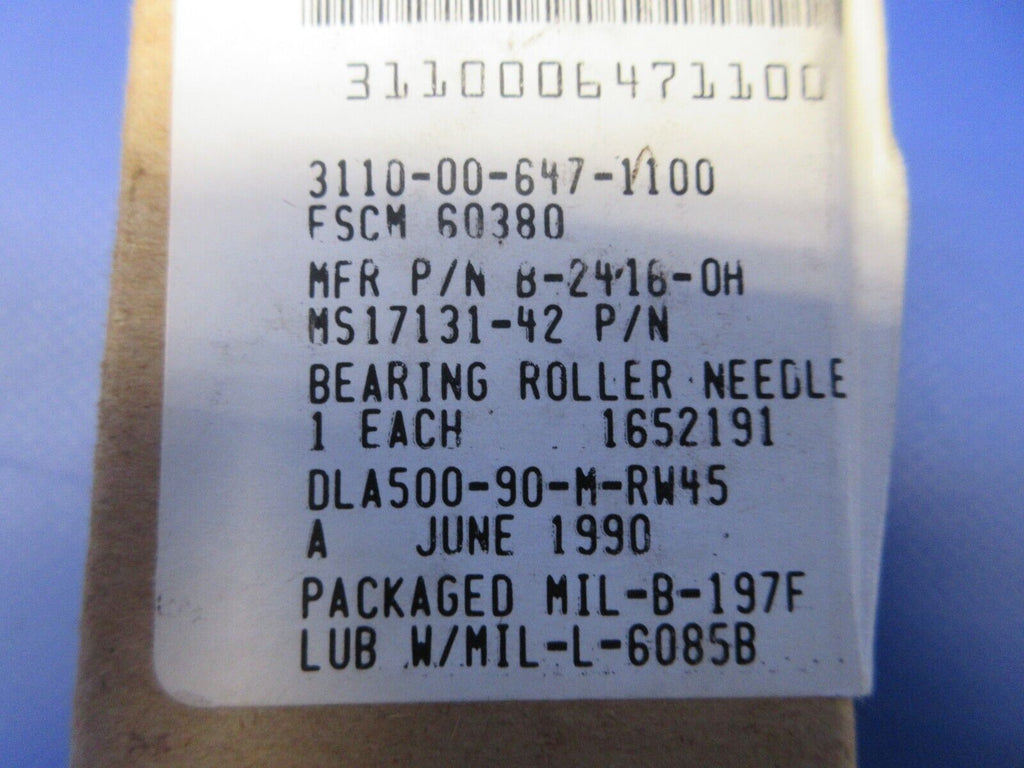 3110006471100
3110-00-647-1100
FSCM 60380
MFR P/N B-2416-OH
MS17131-42 P/N
BEARING ROLLER NEEDLE
1 EACH 1652191
DLA500-90-M-RW45
A JUNE 1990
PACKAGED MIL-B-197F
LUB W/MIL-L-6085B